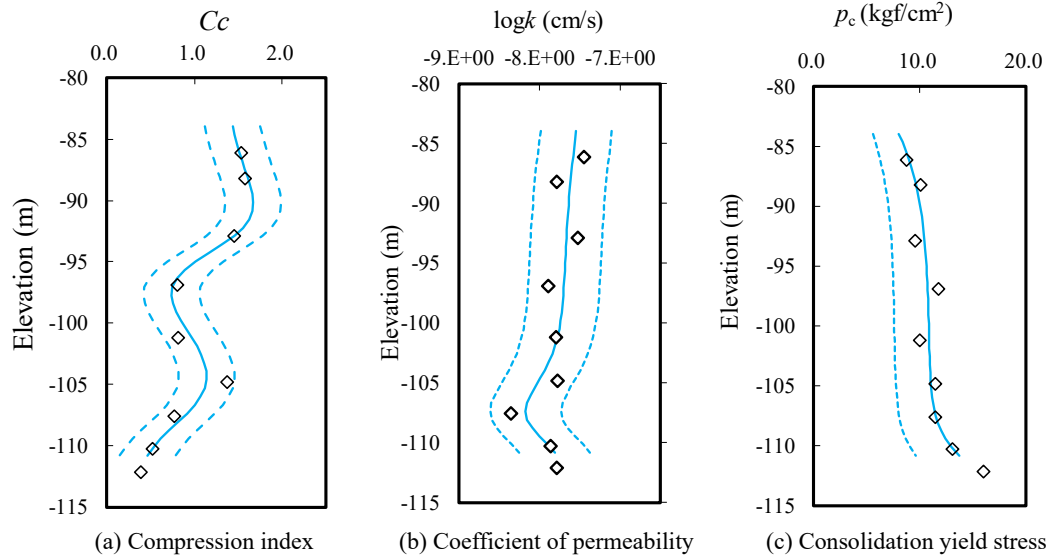 Cc
0.0 1.0 2.0
-80
-85
-90
-95
-100
-105
-110
-115
Elevation (m)
(a) Compression index
logk (cm/s)
-9.E+00 -8.E+00 -7.E+00
-80
-85
-90
-95
-100
-105
-110
-115
Elevation (m)
(b) Coefficient of permeability
pc (kgf/cm²)
0.0 10.0 20.0
-80
-85
-90
-95
-100
-105
-110
-115
Elevation (m)
(c) Consolidation yield stress